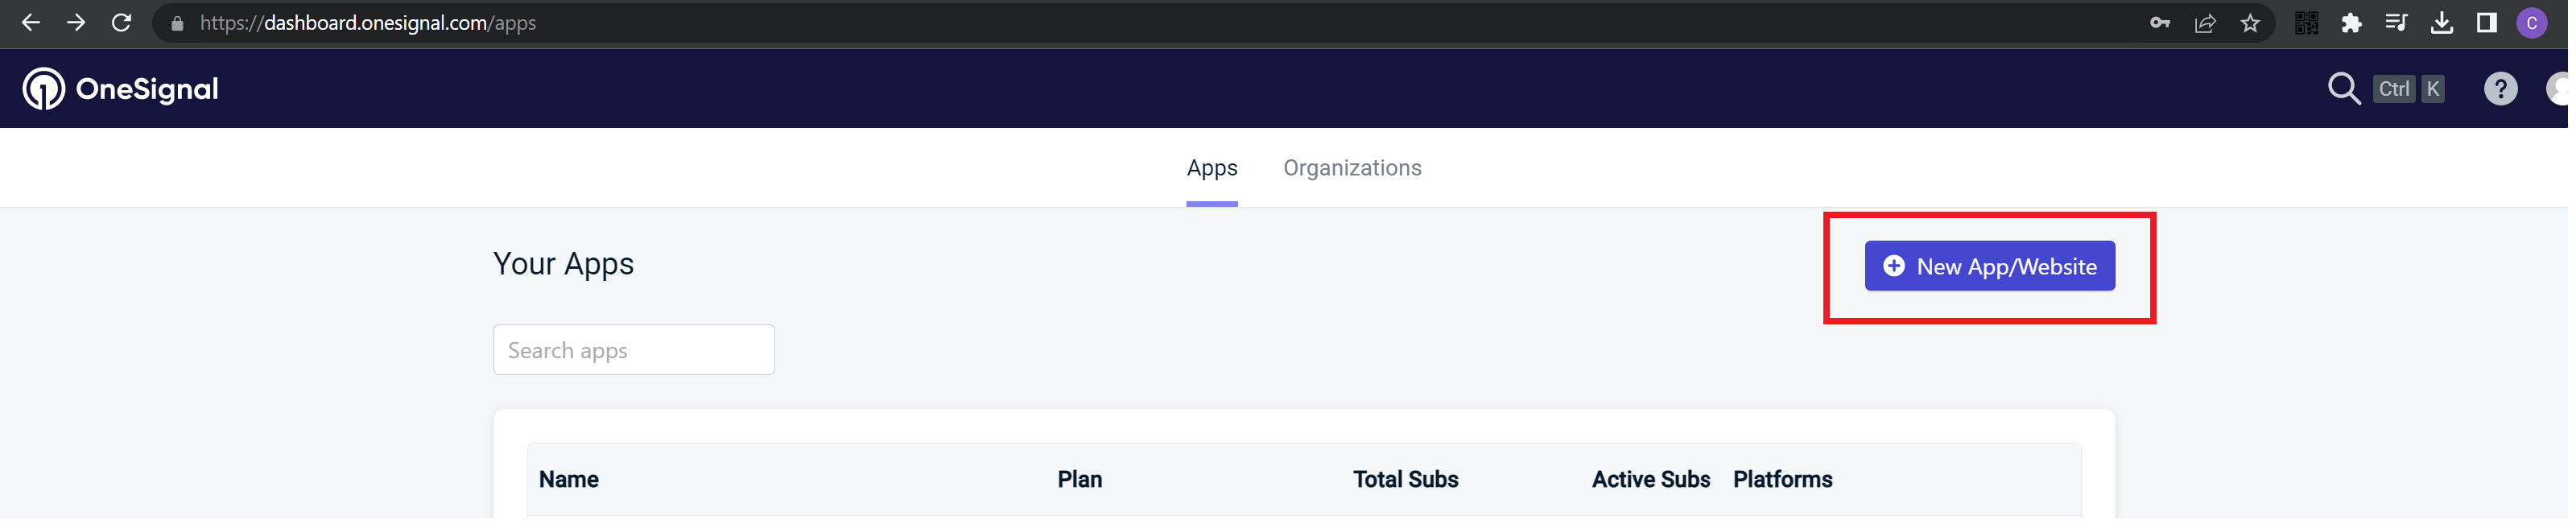 https://dashboard.onesignal.com/apps
C
OneSignal
Ctrl K
?
Apps Organizations
Your Apps
New App/Website
Search apps
Name Plan Total Subs Active Subs Platforms